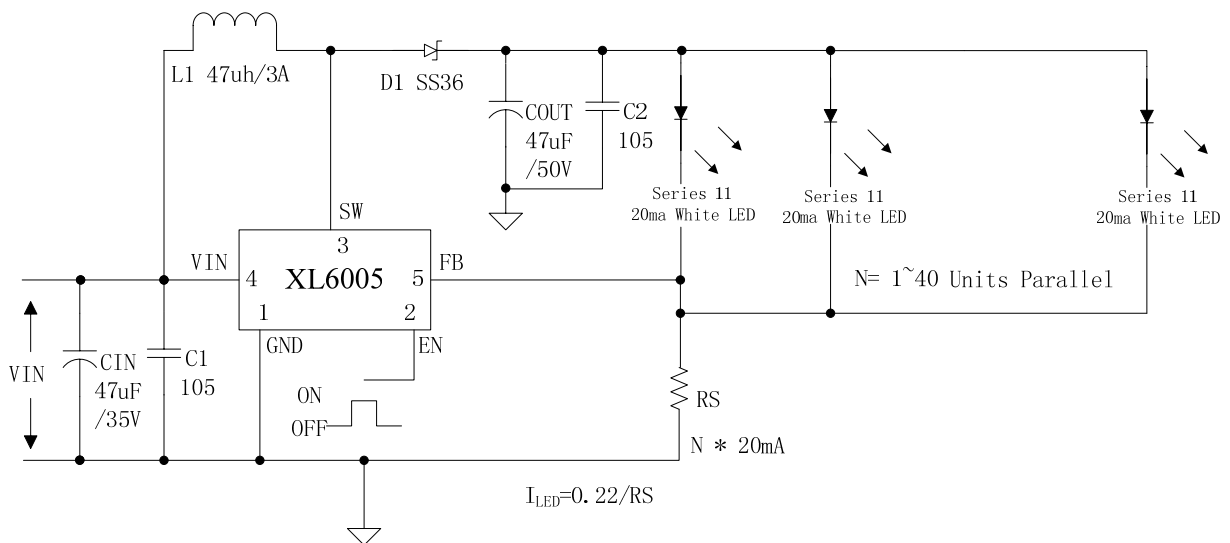 L1 47uh/3A
D1 SS36
COUT
47uF
/50V
C2
105
Series 11
20ma White LED
Series 11
20ma White LED
Series 11
20ma White LED
SW
3
VIN
4
XL6005
5
FB
1
2
GND
EN
N= 1~40 Units Parallel
VIN
CIN
47uF
/35V
C1
105
ON
OFF
RS
N * 20mA
ILED=0.22/RS